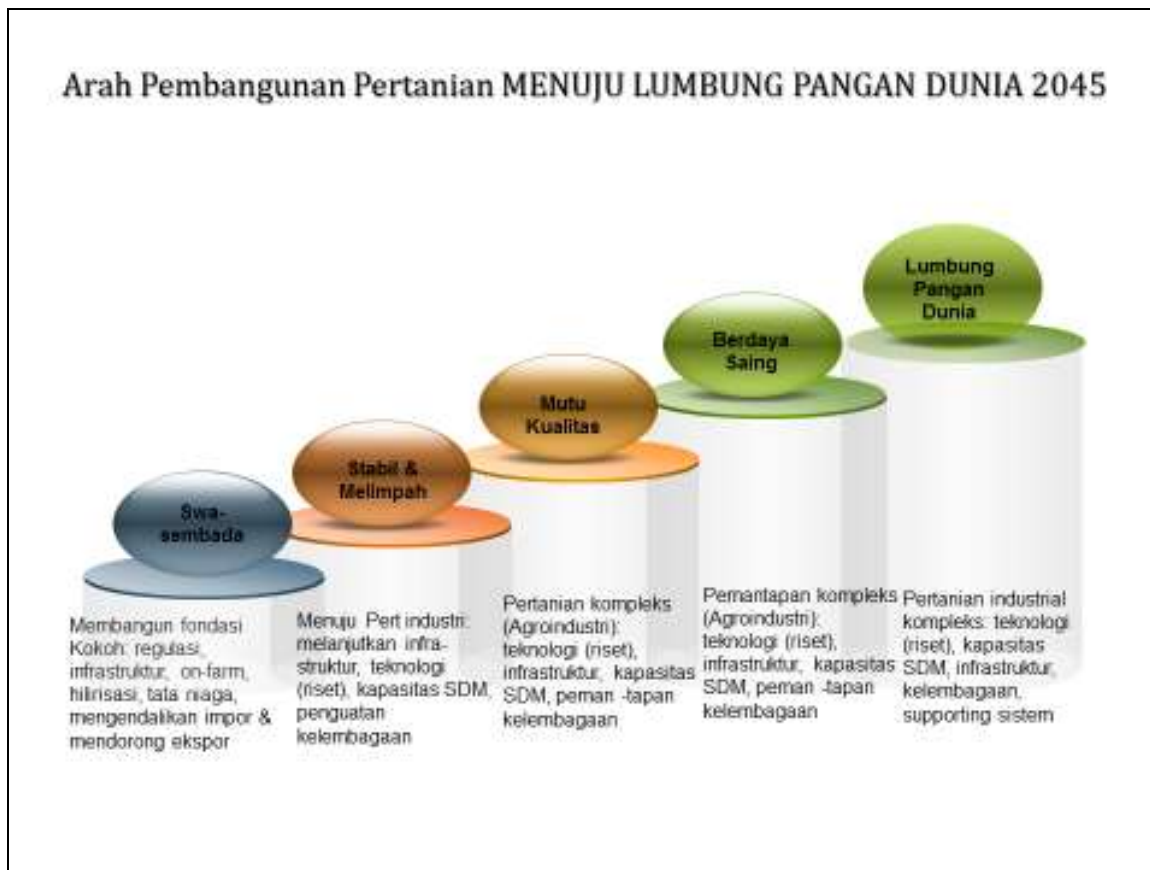 Arah Pembangunan Pertanian MENUJU LUMBUNG PANGAN DUNIA 2045
Swa-
sembada
Membangun fondasi
Kokoh: regulasi,
infrastruktur, on-farm,
hilirisasi, tata niaga,
mengendalikan impor &
mendorong ekspor
Stabil &
Melimpah
Menuju Pert industri:
melanjutkan infra-
struktur, teknologi
(riset), kapasitas SDM,
penguatan
kelembagaan
Mutu
Kualitas
Pertanian kompleks
(Agroindustri):
teknologi (riset),
infrastruktur, kapasitas
SDM, peman -tapan
kelembagaan
Berdaya
Saing
Pemantapan kompleks
(Agroindustri):
teknologi (riset),
infrastruktur, kapasitas
SDM, peman -tapan
kelembagaan
Lumbung
Pangan
Dunia
Pertanian industrial
kompleks: teknologi
(riset), kapasitas
SDM, infrastruktur,
kelembagaan,
supporting sistem